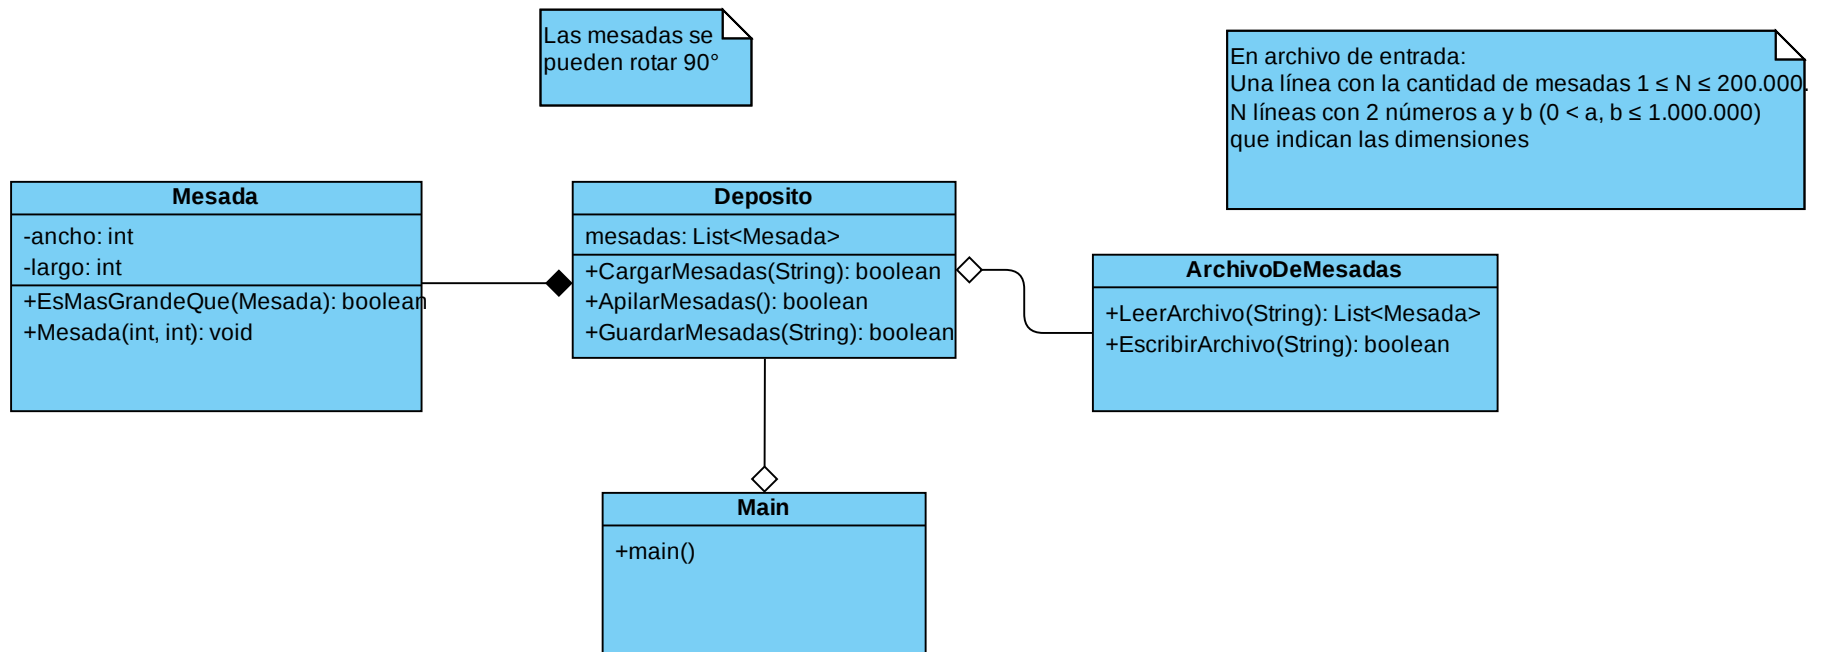 Las mesadas se
pueden rotar 90°
En archivo de entrada:
Una línea con la cantidad de mesadas 1 ≤ N ≤ 200.000.
N líneas con 2 números a y b (0 < a, b ≤ 1.000.000)
que indican las dimensiones
Mesada
-ancho: int
-largo: int
+EsMasGrandeQue(Mesada): boolean
+Mesada(int, int): void
Deposito
mesadas: List<Mesada>
+CargarMesadas(String): boolean
+ApilarMesadas(): boolean
+GuardarMesadas(String): boolean
ArchivoDeMesadas
+LeerArchivo(String): List<Mesada>
+EscribirArchivo(String): boolean
Main
+main()